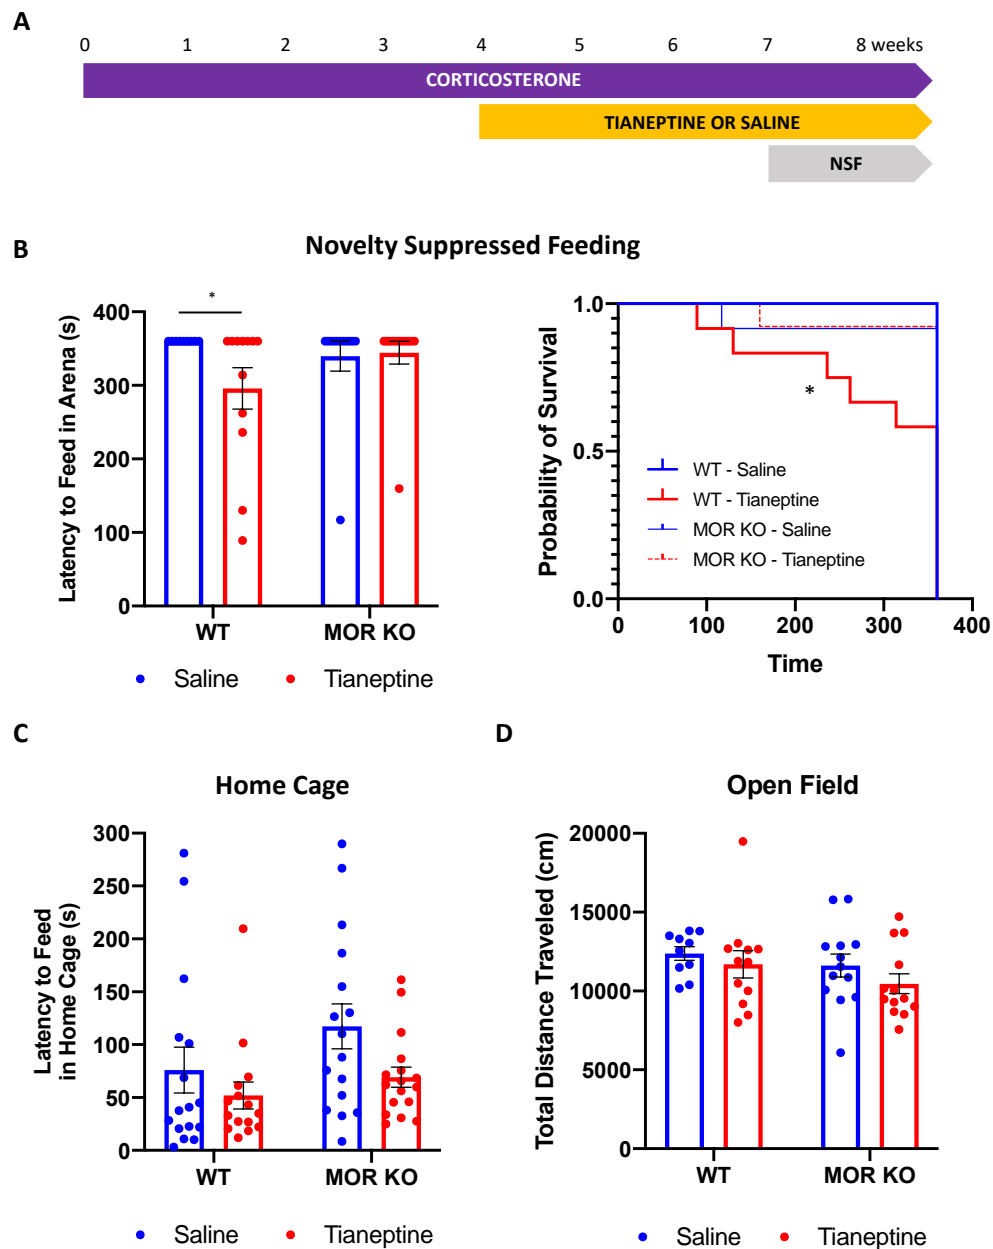 A
0 1 2 3 4 5 6 7 8 weeks
CORTICOSTERONE
TIANEPTINE OR SALINE
NSF
B
Novelty Suppressed Feeding
Latency to Feed in Arena (s)
400
300
200
100
0
*
WT MOR KO
Saline Tianeptine
Probability of Survival
1.0
0.5
0.0
*
WT - Saline
WT - Tianeptine
MOR KO - Saline
MOR KO - Tianeptine
0 100 200 300 400
Time
C
Home Cage
Latency to Feed
in Home Cage (s)
300
250
200
150
100
50
0
WT MOR KO
Saline Tianeptine
D
Open Field
Total Distance Traveled (cm)
20000
15000
10000
5000
0
WT MOR KO
Saline Tianeptine